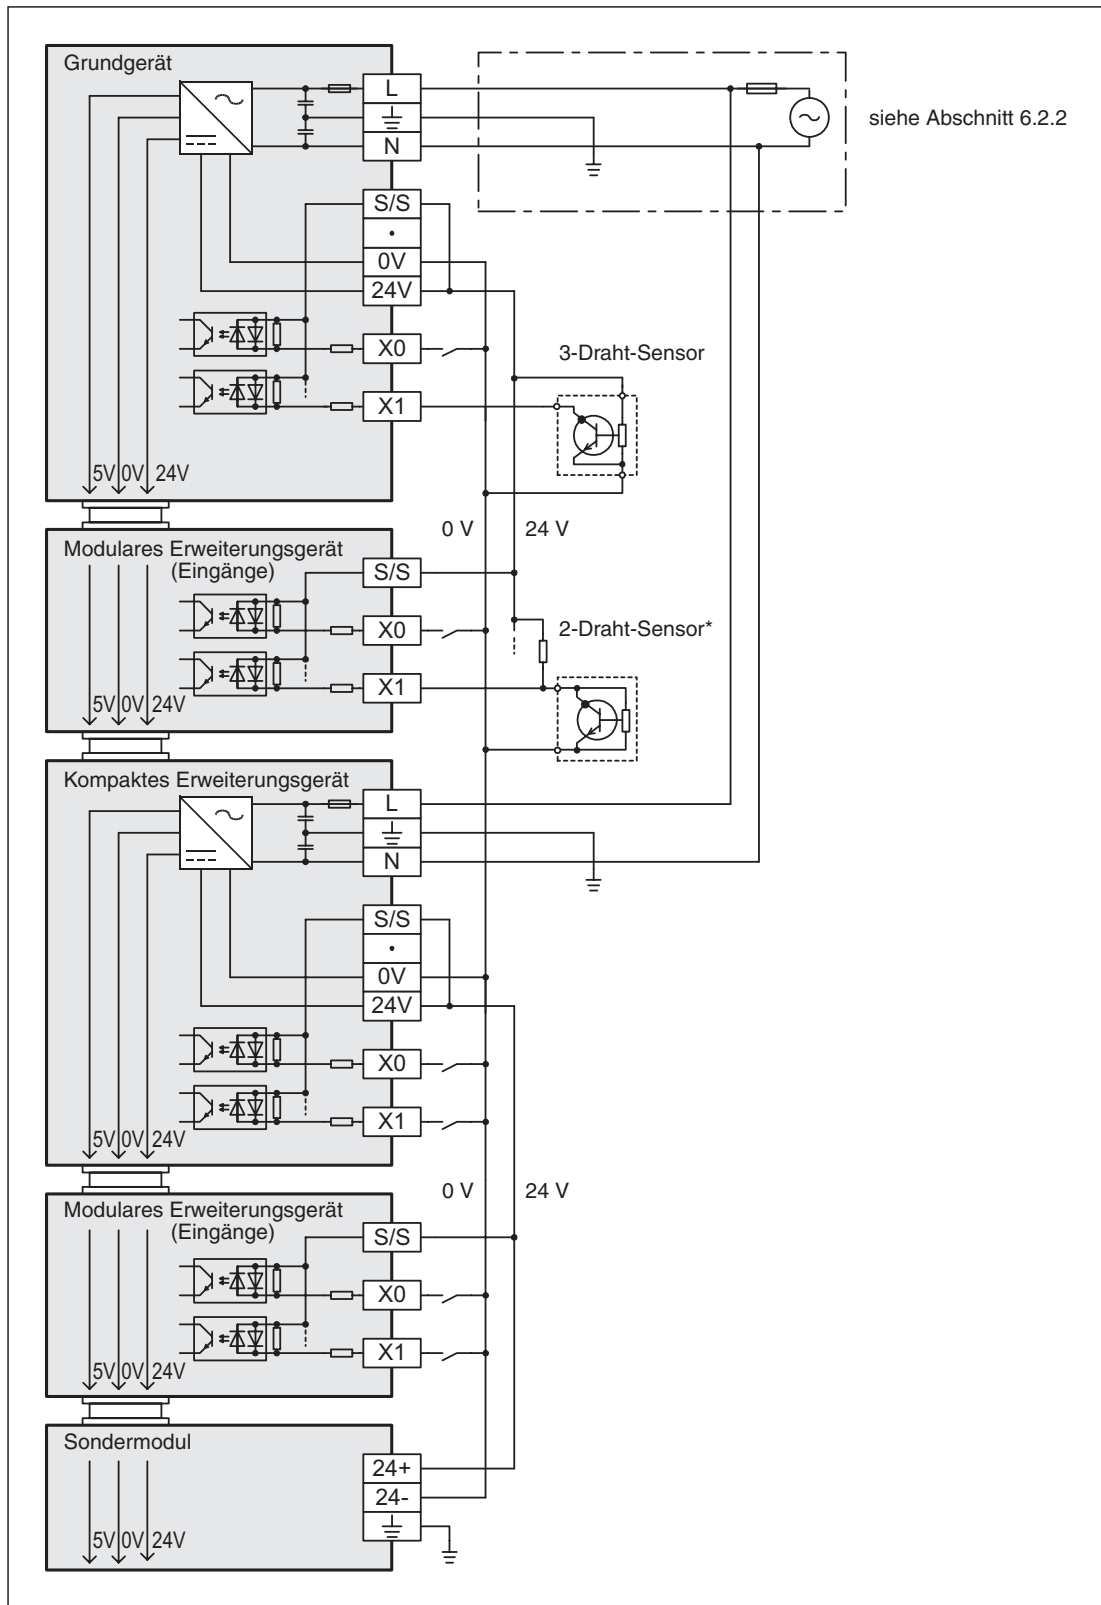 Grundgerät
L
N
siehe Abschnitt 6.2.2
S/S
•
0V
24V
X0
3-Draht-Sensor
X1
5V 0V 24V
0 V 24 V
Modulares Erweiterungsgerät
(Eingänge)
S/S
X0
2-Draht-Sensor*
X1
5V 0V 24V
Kompaktes Erweiterungsgerät
L
N
S/S
•
0V
24V
X0
X1
5V 0V 24V
0 V 24 V
Modulares Erweiterungsgerät
(Eingänge)
S/S
X0
X1
5V 0V 24V
Sondermodul
24+
24-
5V 0V 24V